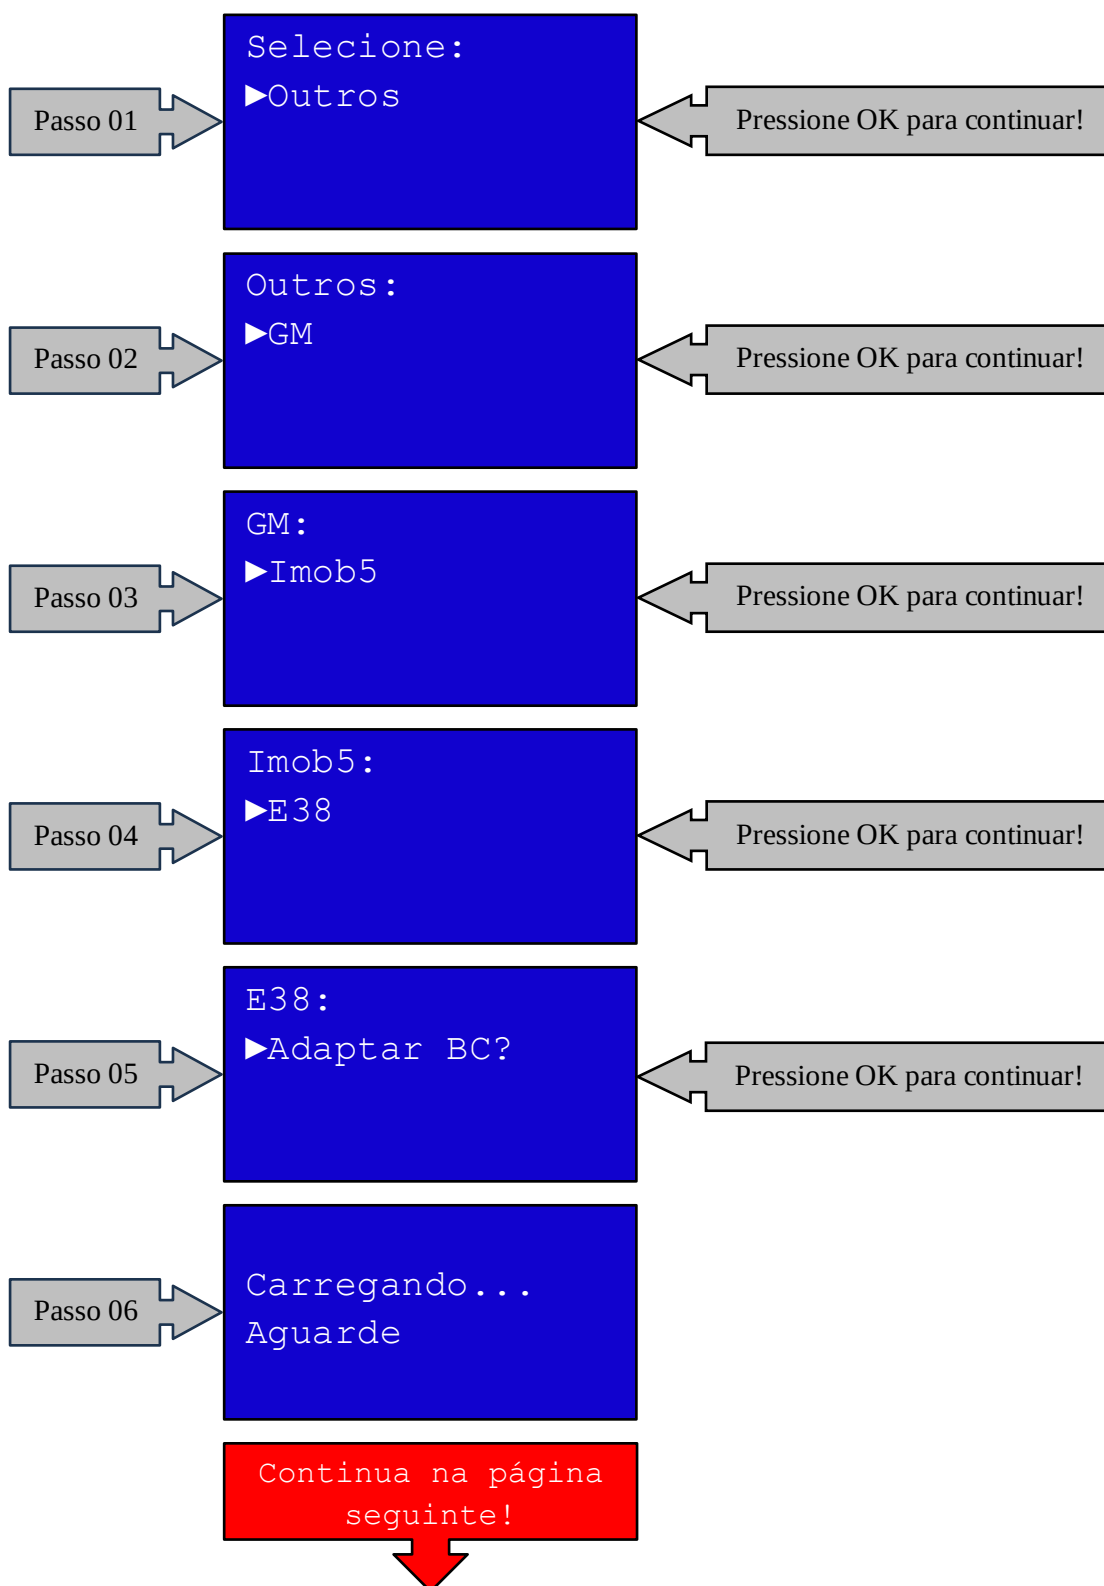 Selecione:
►Outros
Passo 01
Pressione OK para continuar!
Outros:
►GM
Passo 02
Pressione OK para continuar!
GM:
►Imob5
Passo 03
Pressione OK para continuar!
Imob5:
►E38
Passo 04
Pressione OK para continuar!
E38:
►Adaptar BC?
Passo 05
Pressione OK para continuar!
Carregando...
Aguarde
Passo 06
Continua na página
seguinte!